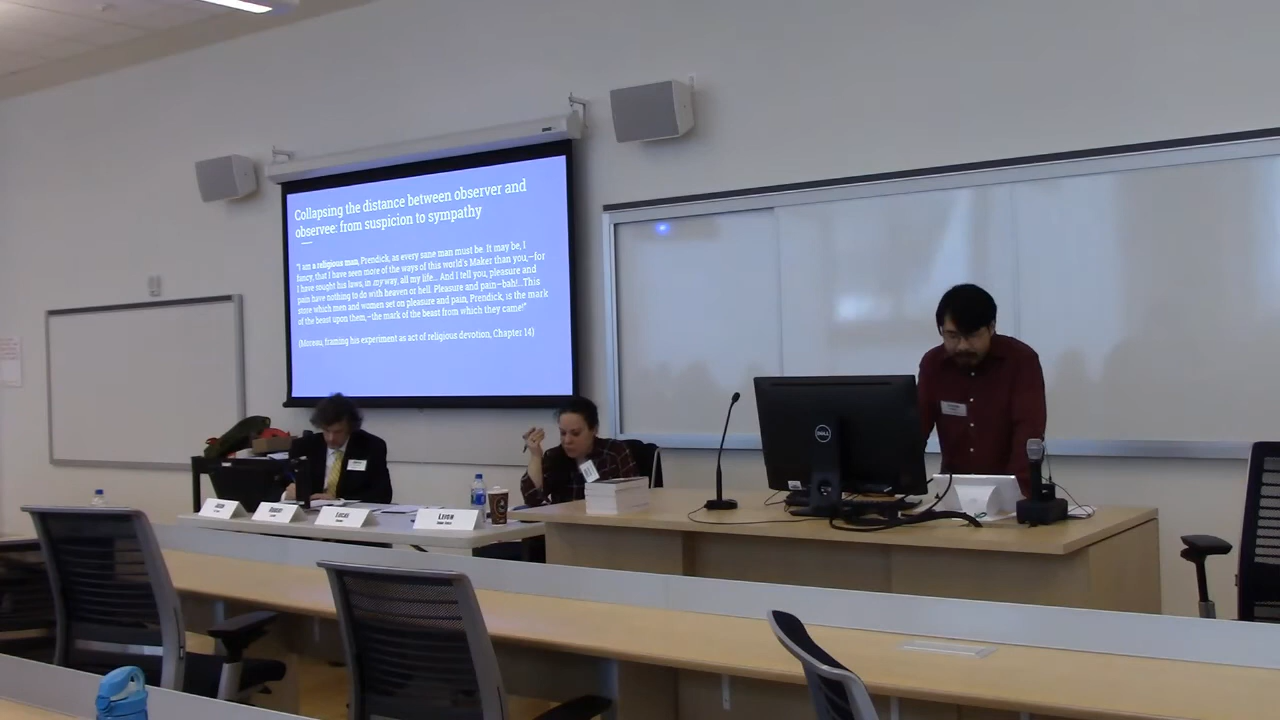 Collapsing the distance between observer and
observee: from suspicion to sympathy
"I am a religious man, Prendick, as every sane man must be. It may be, I
fancy, that I have seen more of the ways of this world's Maker than you,—for
I have sought his laws, in my way, all my life... And I tell you, pleasure and
pain have nothing to do with heaven or hell. Pleasure and pain—bah!...This
store which men and women set on pleasure and pain, Prendick, is the mark
of the beast upon them,—the mark of the beast from which they came!"
(Moreau, framing his experiment as act of religious devotion, Chapter 14)
Lucas
Leigh
DELL